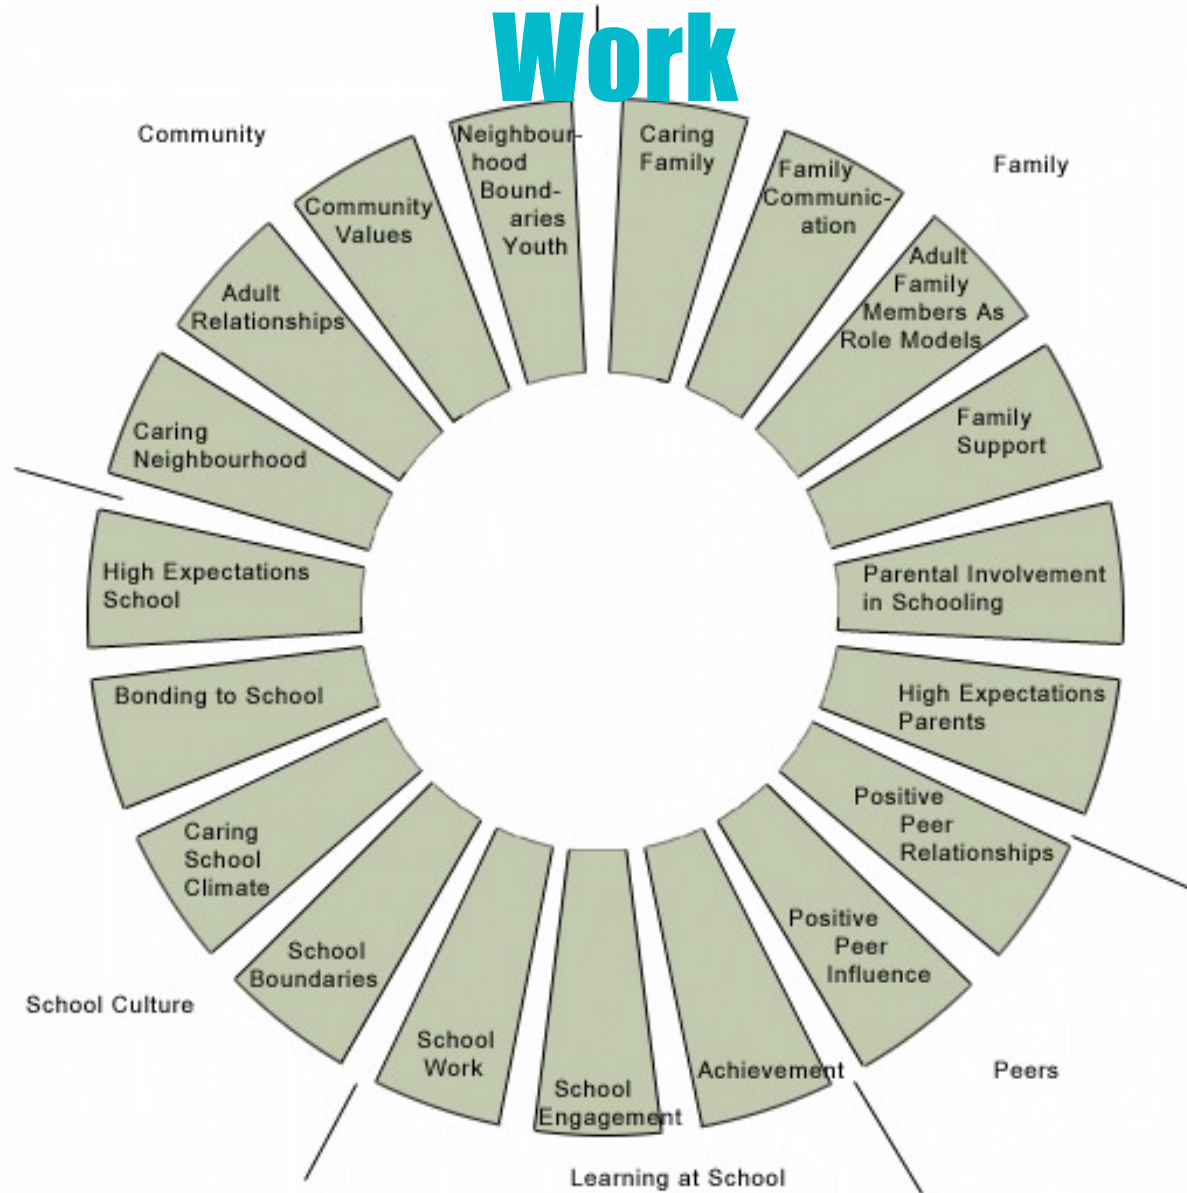 Work
Community
Family
Neighbour-
hood
Bound-
aries
Youth
Caring
Family
Family
Communic-
ation
Adult
Family
Members As
Role Models
Family
Support
Parental Involvement
in Schooling
High Expectations
Parents
Positive
Peer
Relationships
Positive
Peer
Influence
Peers
Achievement
School
Engagement
Learning at School
School
Work
School
Boundaries
School Culture
Caring
School
Climate
Bonding to School
High Expectations
School
Caring
Neighbourhood
Adult
Relationships
Community
Values